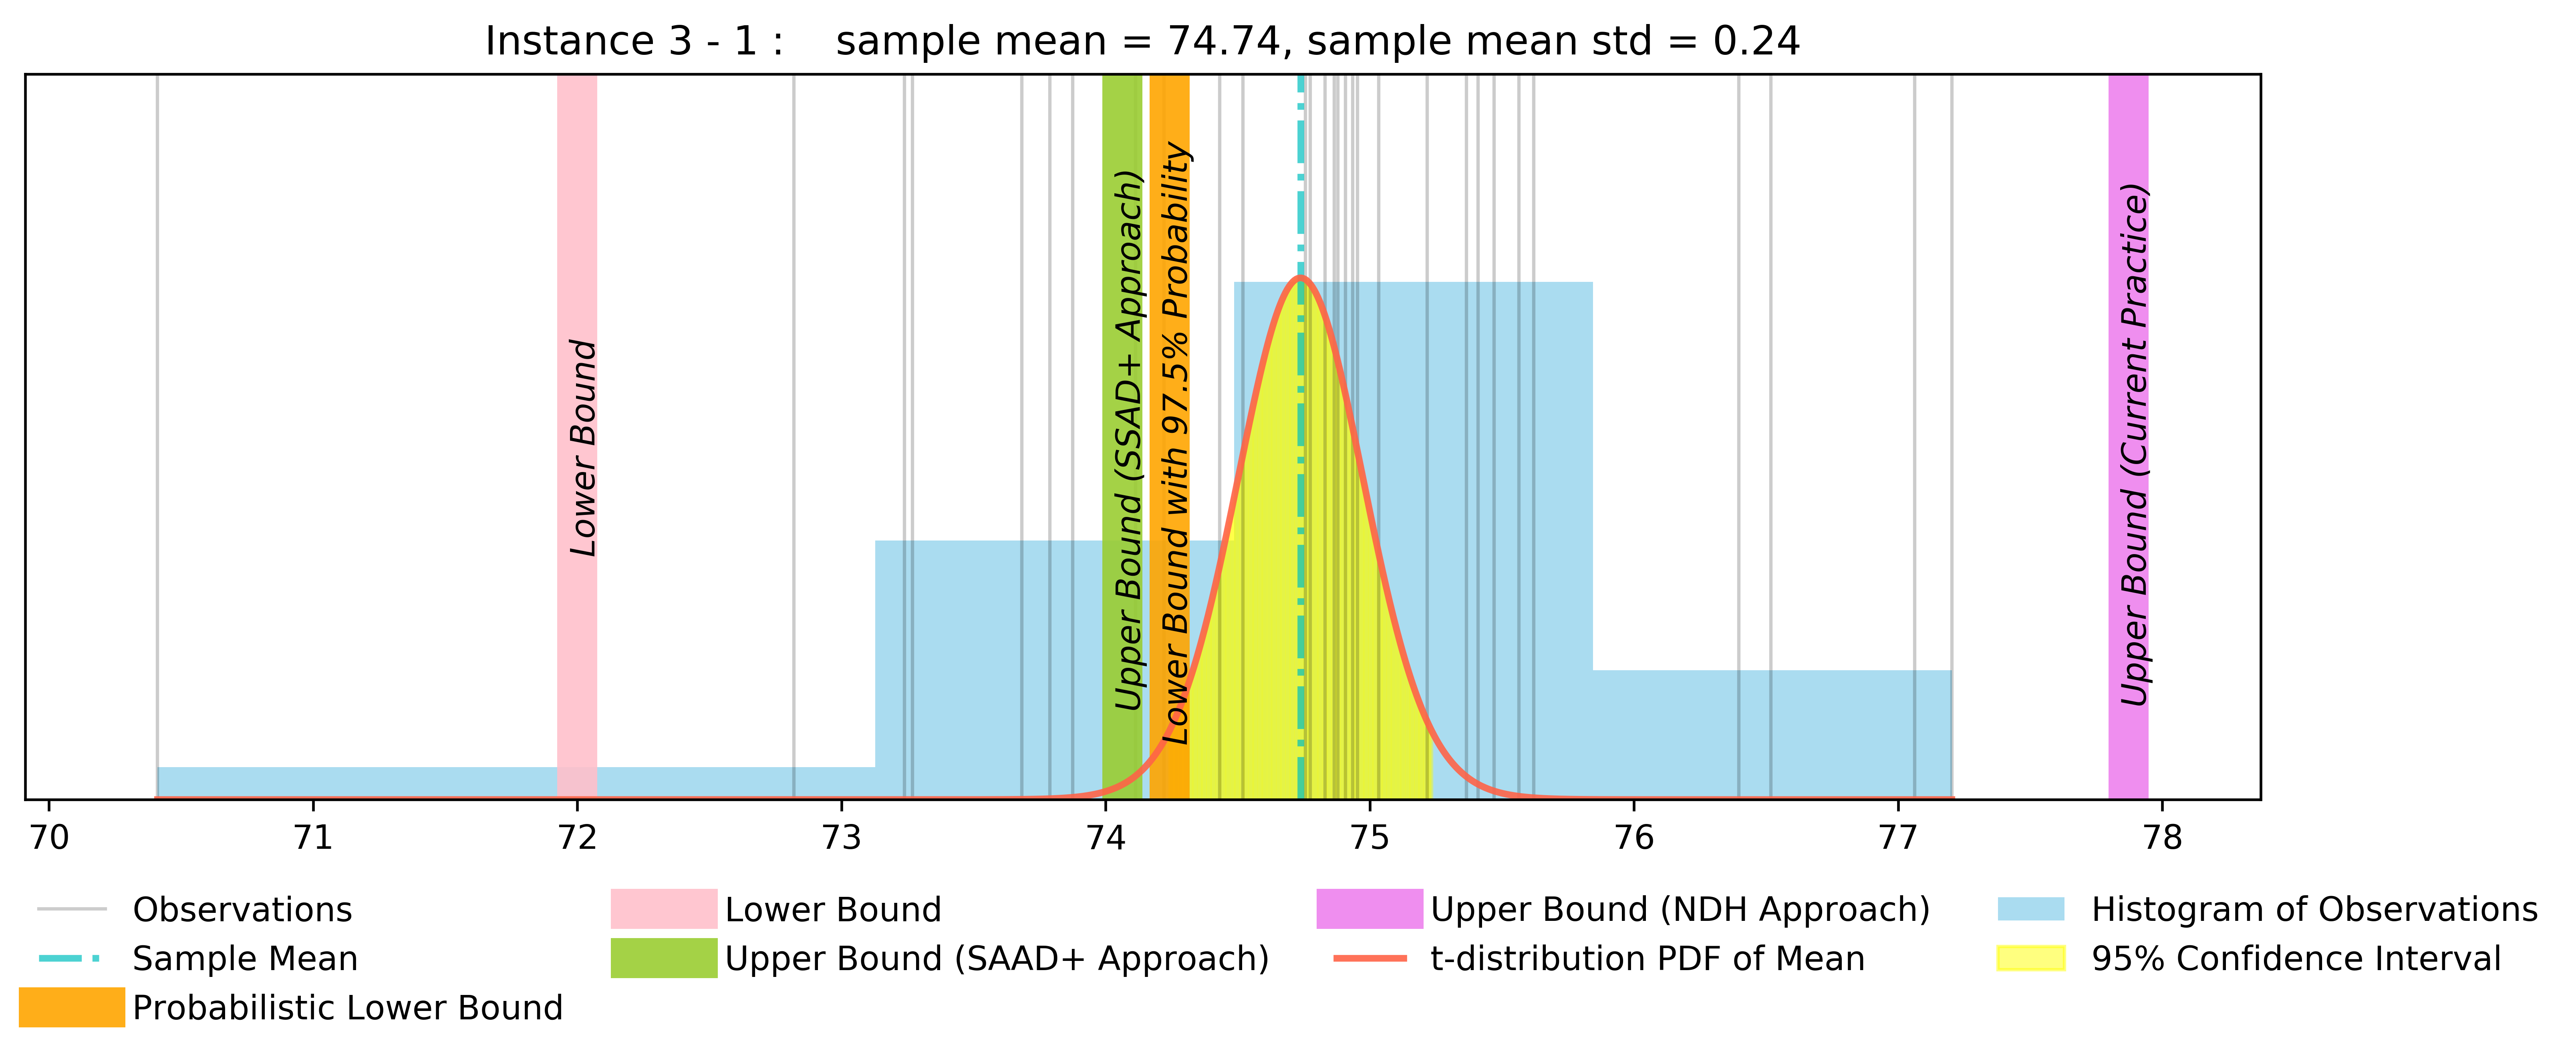 Instance 3 - 1 :    sample mean = 74.74, sample mean std = 0.24
Lower Bound
Upper Bound (SSAD+ Approach)
Lower Bound with 97.5% Probability
Upper Bound (Current Practice)
70 71 72 73 74 75 76 77 78
Observations
Sample Mean
Probabilistic Lower Bound
Lower Bound
Upper Bound (SAAD+ Approach)
Upper Bound (NDH Approach)
t-distribution PDF of Mean
Histogram of Observations
95% Confidence Interval